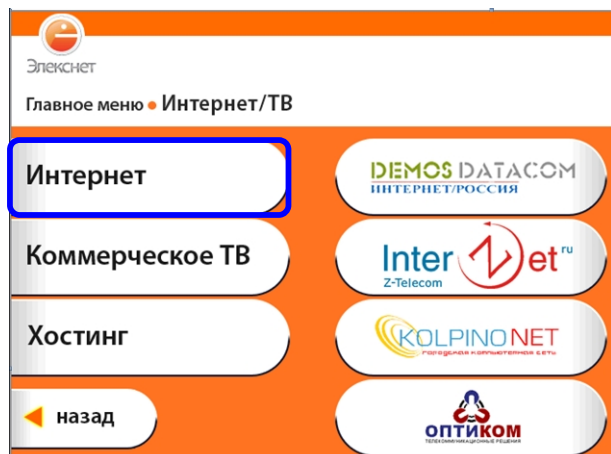 Элекснет
Главное меню • Интернет/ТВ
Интернет
DEMOS DATACOM
ИНТЕРНЕТ/РОССИЯ
Коммерческое ТВ
Inter Z et ru
Z-Telecom
Хостинг
KOLPINO NET
ГОРОДСКАЯ КОМПЬЮТЕРНАЯ СЕТЬ
назад
ОПТИКОМ
ТЕЛЕКОММУНИКАЦИОННЫЕ РЕШЕНИЯ